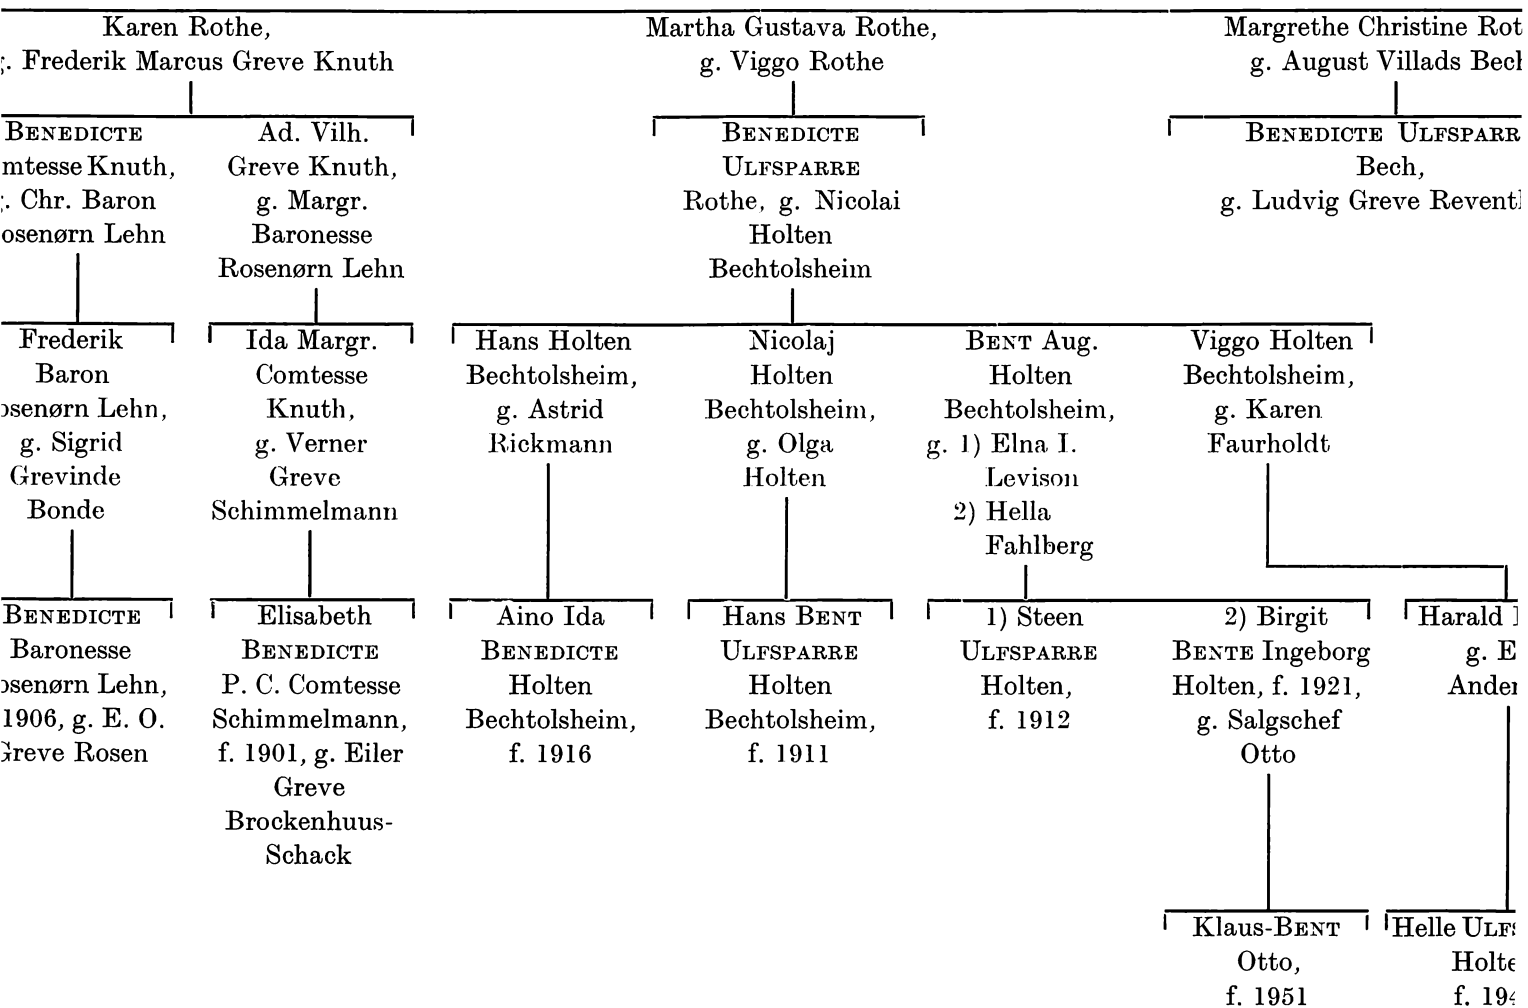 Karen Rothe,
g. Frederik Marcus Greve Knuth
Martha Gustava Rothe,
g. Viggo Rothe
Margrethe Christine
g. August Villads
BENEDICTE
Knuth,
g. Chr. Baron
Lehn
Ad. Vilh.
Greve Knuth,
g. Margr.
Baronesse
Rosenørn Lehn
BENEDICTE
ULFSPARRE
Rothe, g. Nicolai
Holten
Bechtolsheim
BENEDICTE
Bech,
g. Ludvig Greve
Frederik
Baron
Lehn,
g. Sigrid
Grevinde
Bonde
Ida Margr.
Comtesse
Knuth,
g. Verner
Greve
Schimmelmann
Hans Holten
Bechtolsheim,
g. Astrid
Rickmann
Nicolaj
Holten
Bechtolsheim,
g. Olga
Holten
BENT Aug.
Holten
Bechtolsheim,
g. 1) Elna I.
Levison
2) Hella
Fahlberg
Viggo Holten
Bechtolsheim,
g. Karen
Faurholdt
BENEDICTE
Baronesse
Lehn,
1906, g. E. O.
Greve Rosen
Elisabeth
BENEDICTE
P. C. Comtesse
Schimmelmann,
f. 1901, g. Eiler
Greve
Brockenhuus-
Schack
Aino Ida
BENEDICTE
Holten
Bechtolsheim,
f. 1916
Hans BENT
ULFSPARRE
Holten
Bechtolsheim,
f. 1911
1) Steen
ULFSPARRE
Holten,
f. 1912
2) Birgit
BENTE Ingeborg
Holten, f. 1921,
g. Salgschef
Otto
Harald
g.
Klaus-BENT
Otto,
f. 1951
Helle
f.